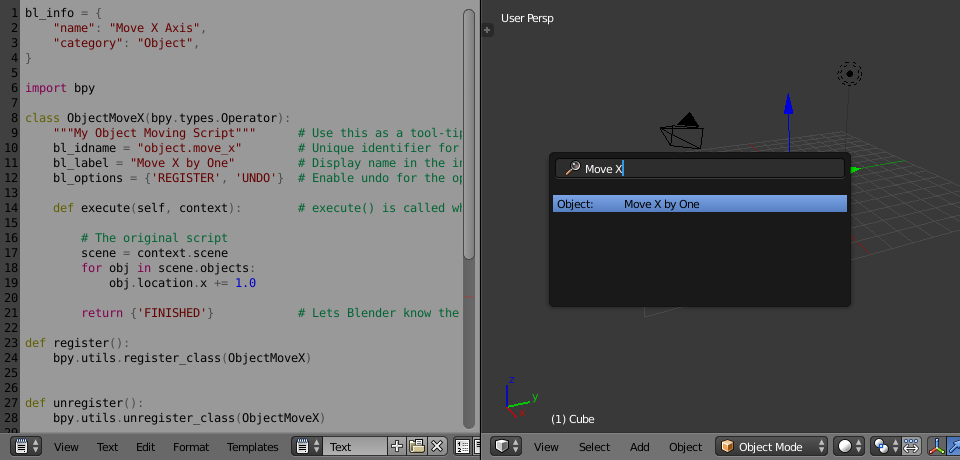 1 bl_info = {
2     "name": "Move X Axis",
3     "category": "Object",
4 }
5
6 import bpy
7
8 class ObjectMoveX(bpy.types.Operator):
9     """My Object Moving Script"""      # Use this as a tool-tip
10     bl_idname = "object.move_x"        # Unique identifier for
11     bl_label = "Move X by One"         # Display name in the in
12     bl_options = {'REGISTER', 'UNDO'}  # Enable undo for the op
13
14     def execute(self, context):        # execute() is called wh
15
16         # The original script
17         scene = context.scene
18         for obj in scene.objects:
19             obj.location.x += 1.0
20
21         return {'FINISHED'}            # Lets Blender know the
22
23 def register():
24     bpy.utils.register_class(ObjectMoveX)
25
26
27 def unregister():
28     bpy.utils.unregister_class(ObjectMoveX)
View Text Edit Format Templates Text
User Persp
Move X
Object: Move X by One
z
y
x
(1) Cube
View Select Add Object Object Mode